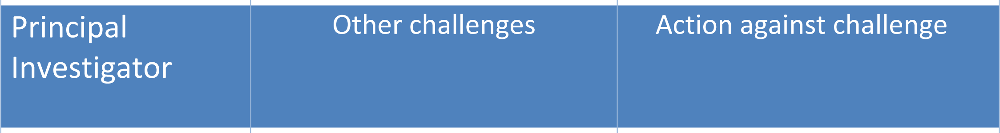 Principal
Investigator
Other challenges
Action against challenge